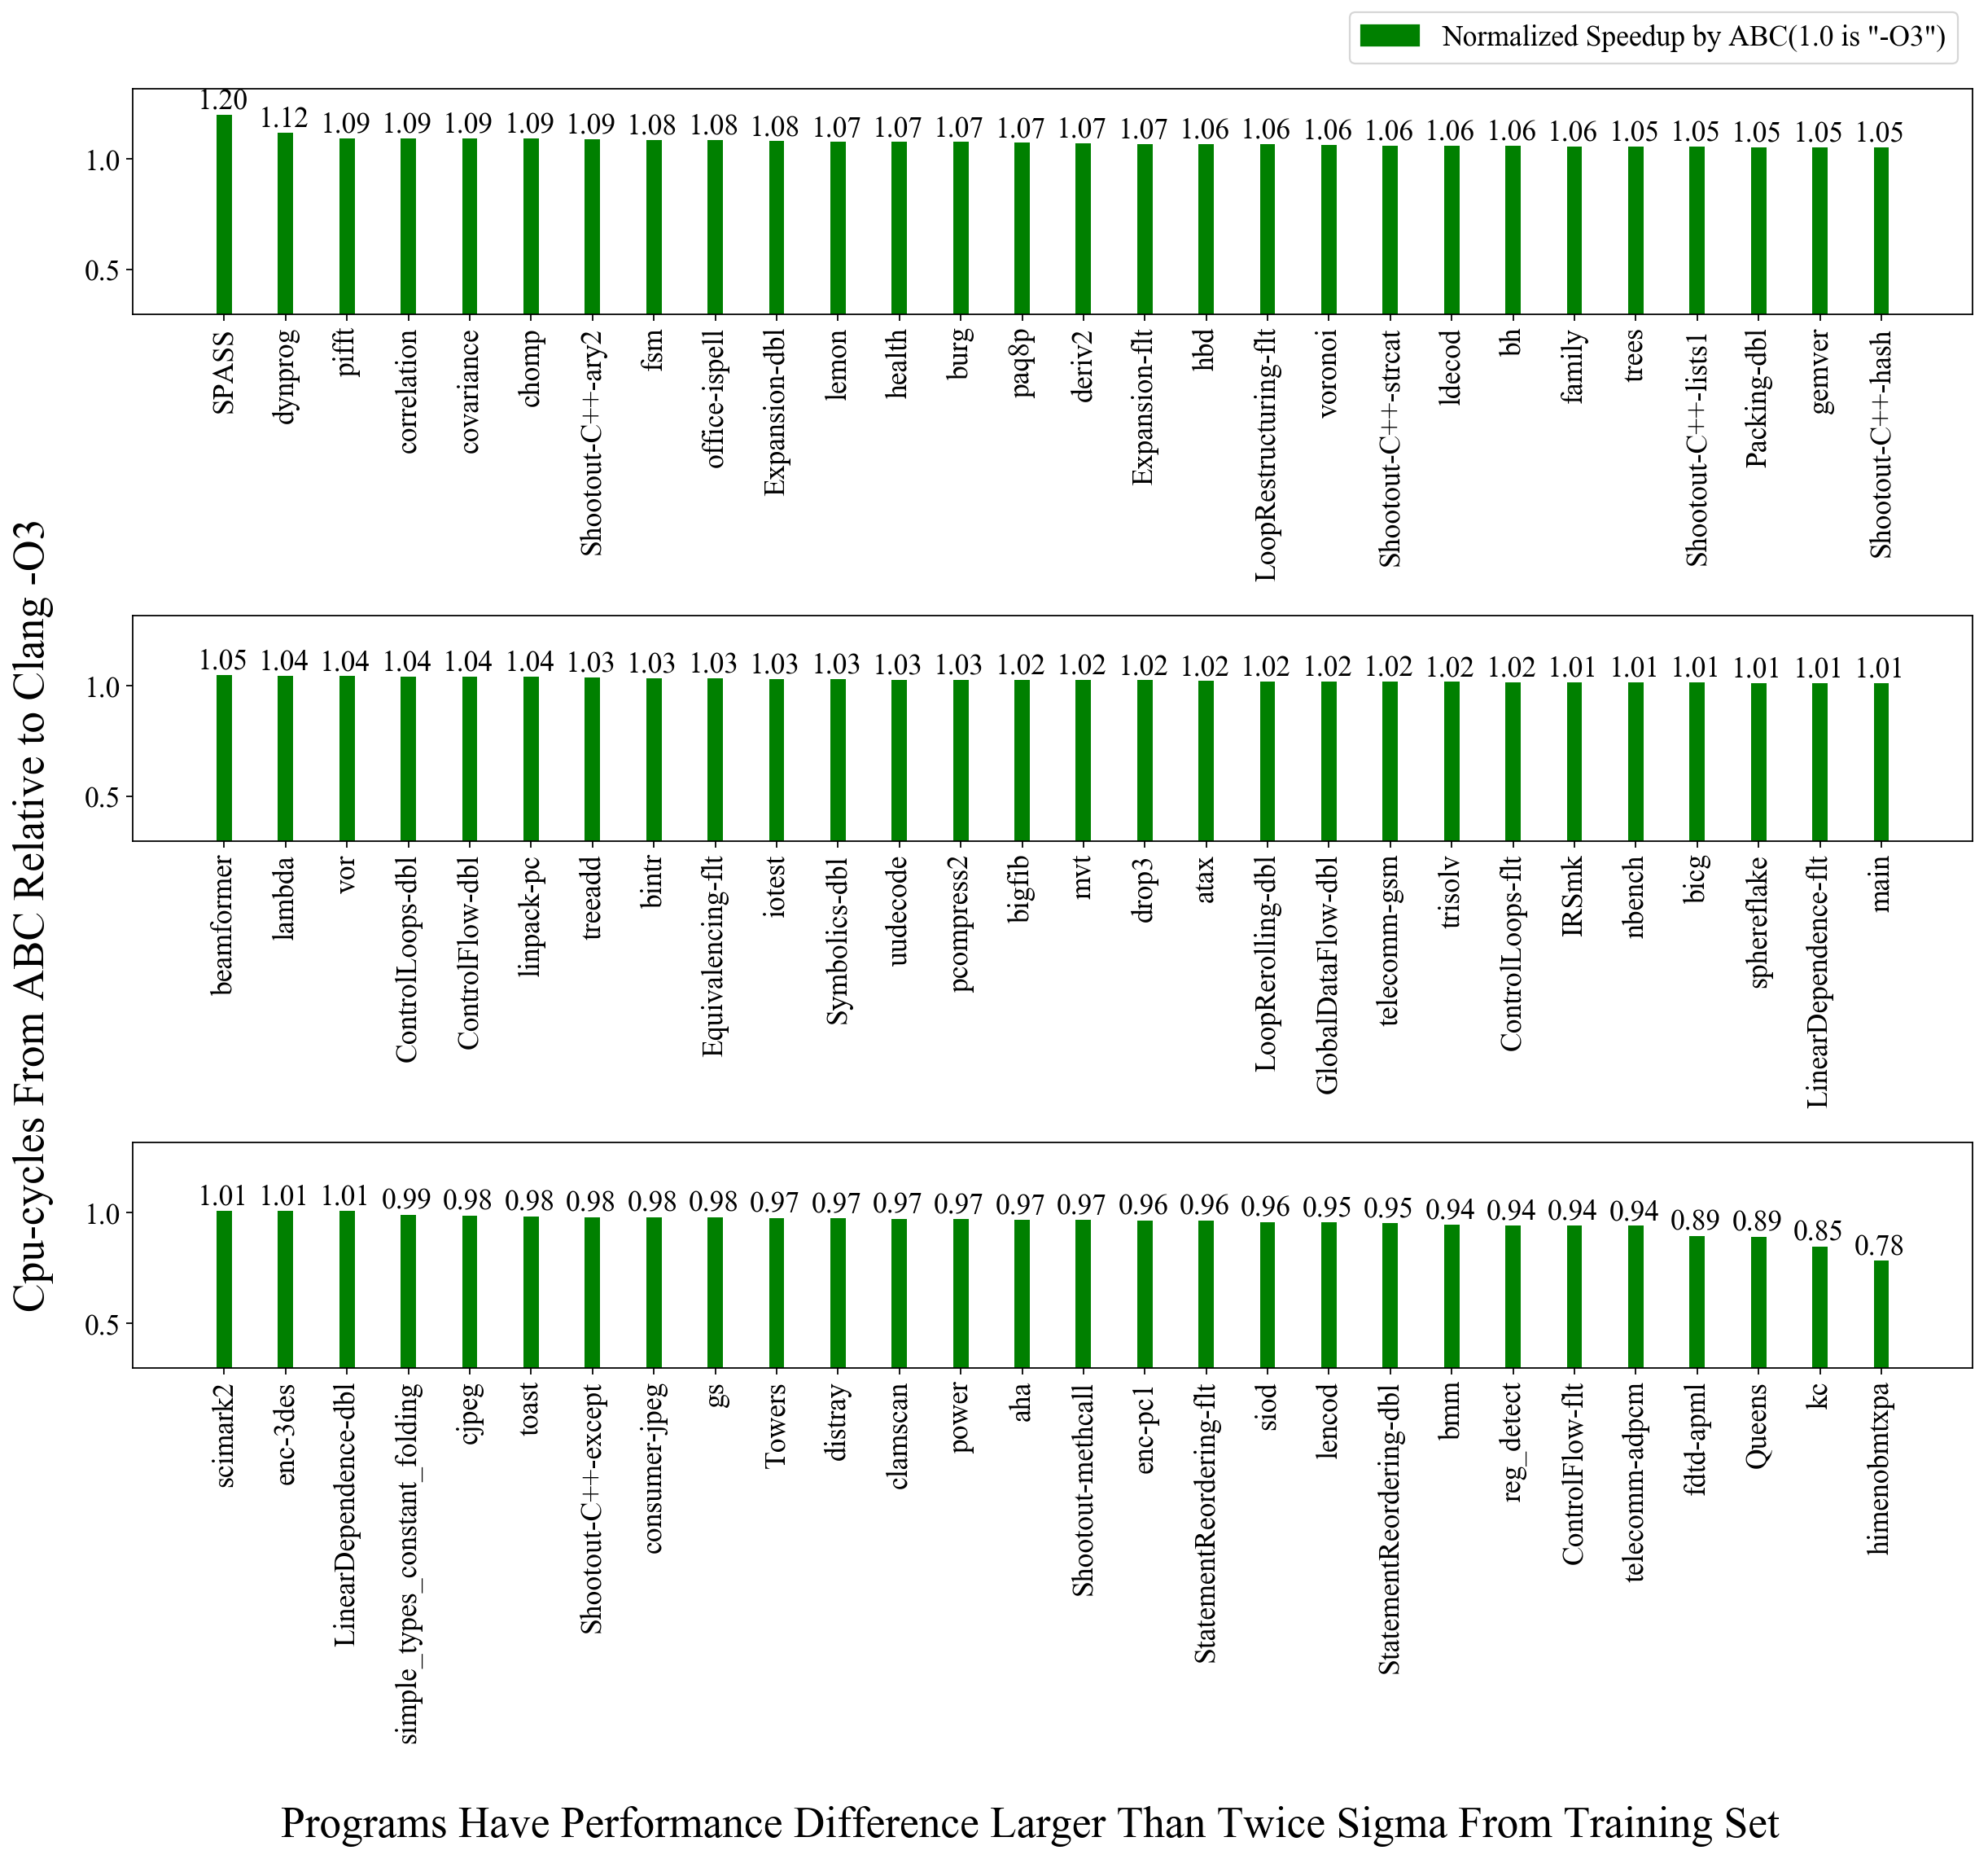 Normalized Speedup by ABC(1.0 is "-O3")
Cpu-cycles From ABC Relative to Clang -O3
1.20 1.12 1.09 1.09 1.09 1.09 1.09 1.08 1.08 1.08 1.07 1.07 1.07 1.07 1.07 1.07 1.06 1.06 1.06 1.06 1.06 1.06 1.06 1.05 1.05 1.05 1.05 1.05
1.0
0.5
SPASS
dynprog
pifft
correlation
covariance
chomp
Shootout-C++-ary2
fsm
office-ispell
Expansion-dbl
lemon
health
burg
paq8p
deriv2
Expansion-flt
hbd
LoopRestructuring-flt
voronoi
Shootout-C++-strcat
ldecod
bh
family
trees
Shootout-C++-lists1
Packing-dbl
gemver
Shootout-C++-hash
1.05 1.04 1.04 1.04 1.04 1.04 1.03 1.03 1.03 1.03 1.03 1.03 1.03 1.02 1.02 1.02 1.02 1.02 1.02 1.02 1.02 1.02 1.01 1.01 1.01 1.01 1.01 1.01
1.0
0.5
beamformer
lambda
vor
ControlLoops-dbl
ControlFlow-dbl
linpack-pc
treeadd
bintr
Equivalencing-flt
iotest
Symbolics-dbl
uudecode
pcompress2
bigfib
mvt
drop3
atax
LoopRerolling-dbl
GlobalDataFlow-dbl
telecomm-gsm
trisolv
ControlLoops-flt
IRSmk
nbench
bicg
sphereflake
LinearDependence-flt
main
1.01 1.01 1.01 0.99 0.98 0.98 0.98 0.98 0.98 0.97 0.97 0.97 0.97 0.97 0.97 0.96 0.96 0.96 0.95 0.95 0.94 0.94 0.94 0.94 0.89 0.89 0.85 0.78
1.0
0.5
scimark2
enc-3des
LinearDependence-dbl
simple_types_constant_folding
cjpeg
toast
Shootout-C++-except
consumer-jpeg
gs
Towers
distray
clamscan
power
aha
Shootout-methcall
enc-pc1
StatementReordering-flt
siod
lencod
StatementReordering-dbl
bmm
reg_detect
ControlFlow-flt
telecomm-adpcm
fdtd-apml
Queens
kc
himenobmtxpa
Programs Have Performance Difference Larger Than Twice Sigma From Training Set